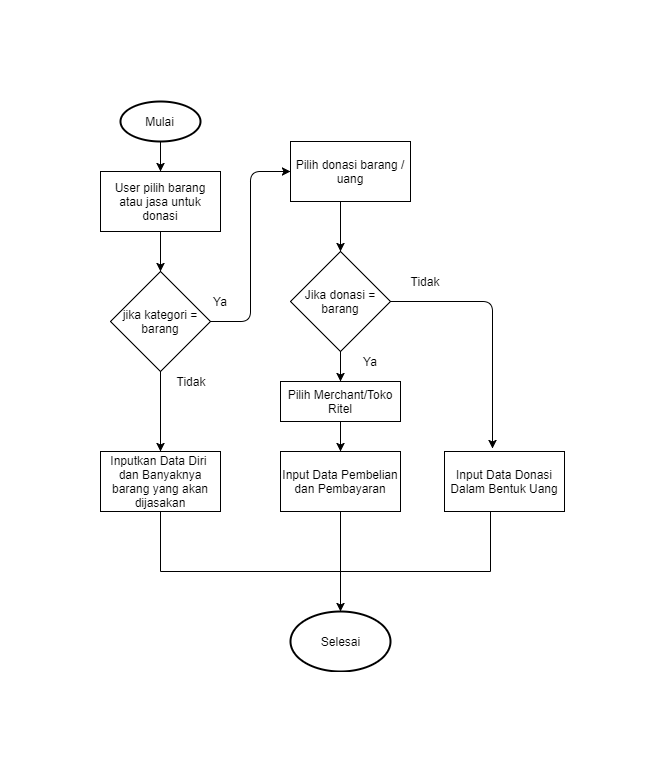 Mulai
User pilih barang
atau jasa untuk
donasi
jika kategori =
barang
Ya
Tidak
Inputkan Data Diri
dan Banyaknya
barang yang akan
dijasakan
Pilih donasi barang /
uang
Jika donasi =
barang
Tidak
Ya
Pilih Merchant/Toko
Ritel
Input Data Pembelian
dan Pembayaran
Input Data Donasi
Dalam Bentuk Uang
Selesai